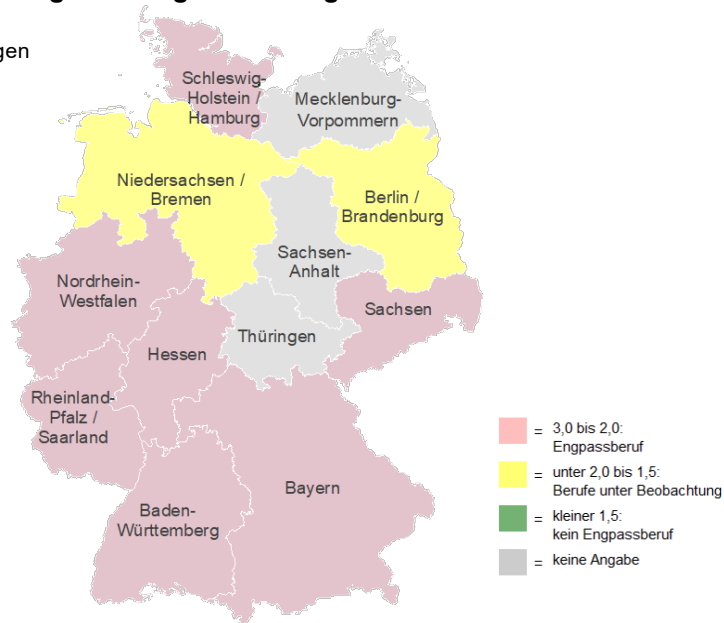 Schleswig-
Holstein /
Hamburg
Mecklenburg-
Vorpommern
Niedersachsen /
Bremen
Berlin /
Brandenburg
Sachsen-
Anhalt
Nordrhein-
Westfalen
Sachsen
Thüringen
Hessen
Rheinland-
Pfalz /
Saarland
Bayern
Baden-
Württemberg
= 3,0 bis 2,0:
Engpassberuf
= unter 2,0 bis 1,5:
Berufe unter Beobachtung
= kleiner 1,5:
kein Engpassberuf
= keine Angabe